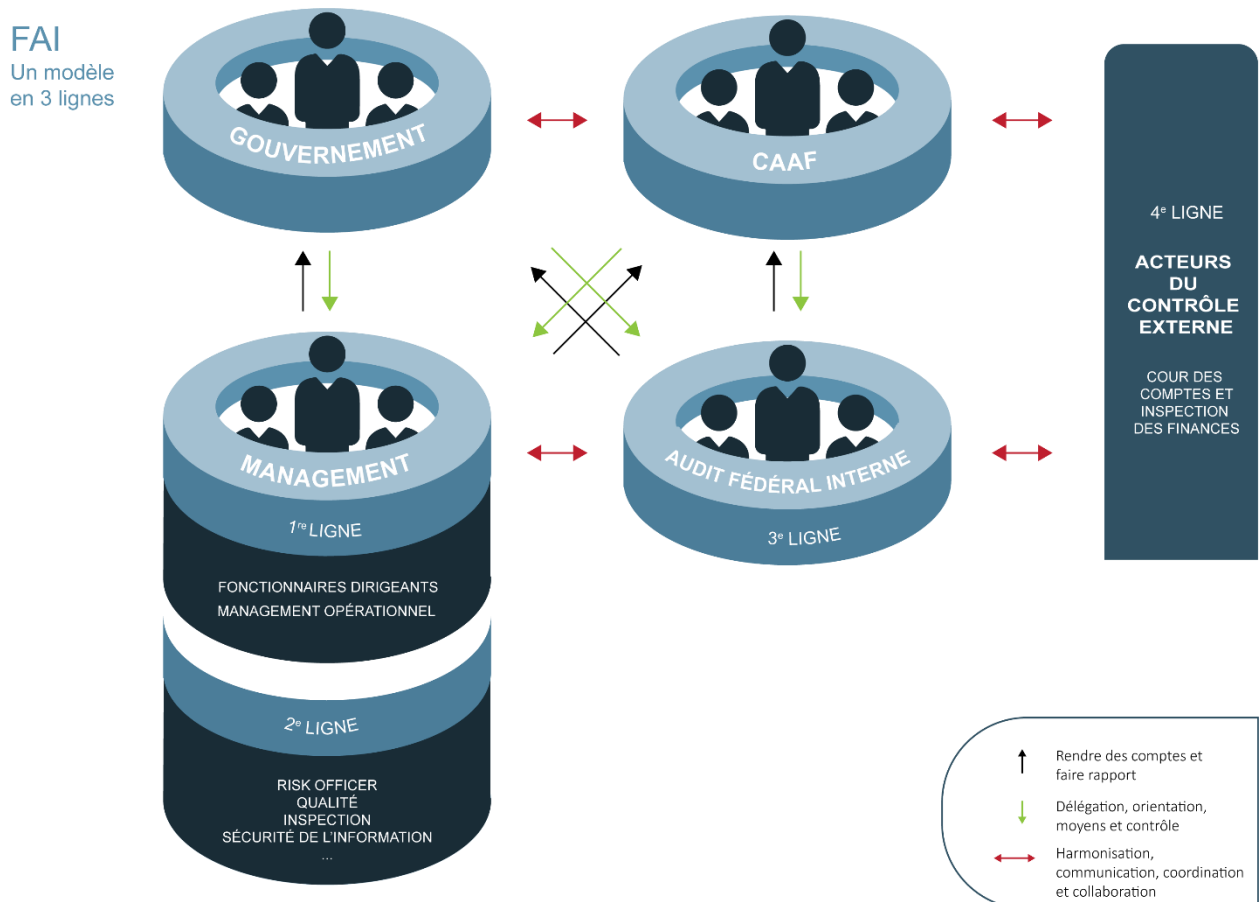 FAI
Un modèle
en 3 lignes
GOUVERNEMENT
CAAF
4e LIGNE
ACTEURS
DU
CONTRÔLE
EXTERNE
COUR DES
COMPTES ET
INSPECTION
DES FINANCES
MANAGEMENT
1re LIGNE
FONCTIONNAIRES DIRIGEANTS
MANAGEMENT OPÉRATIONNEL
AUDIT FÉDÉRAL INTERNE
3e LIGNE
2e LIGNE
RISK OFFICER
QUALITÉ
INSPECTION
SÉCURITÉ DE L'INFORMATION
...
Rendre des comptes et
faire rapport
Délégation, orientation,
moyens et contrôle
Harmonisation,
communication, coordination
et collaboration